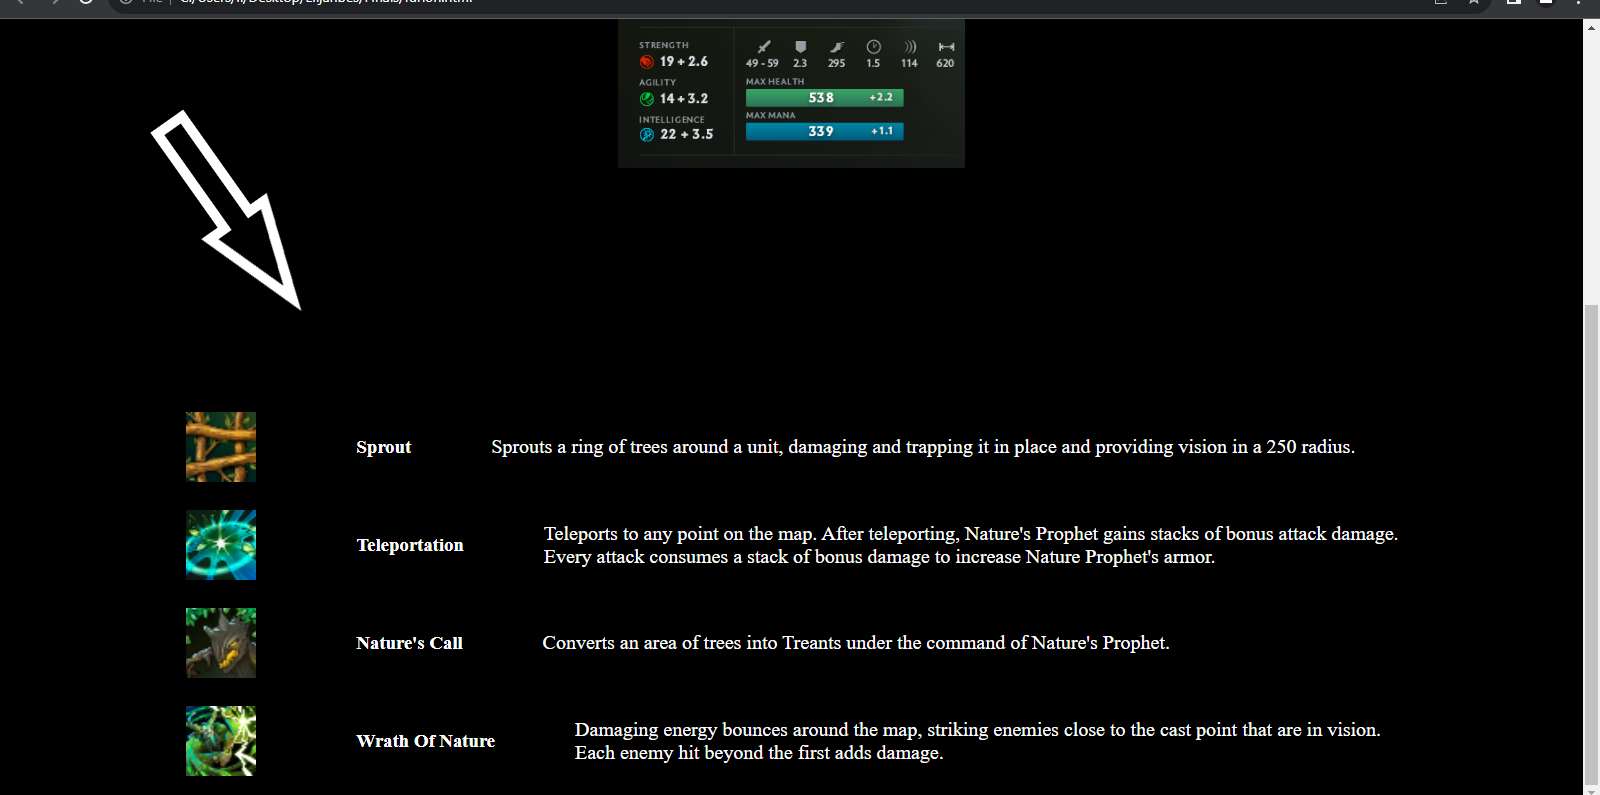 STRENGTH
19 + 2.6
49 - 59 2.3 295 1.5 114 620
AGILITY
MAX HEALTH
14 + 3.2
538 +2.2
INTELLIGENCE
MAX MANA
22 + 3.5
339 +1.1
Sprout
Sprouts a ring of trees around a unit, damaging and trapping it in place and providing vision in a 250 radius.
Teleportation
Teleports to any point on the map. After teleporting, Nature's Prophet gains stacks of bonus attack damage.
Every attack consumes a stack of bonus damage to increase Nature Prophet's armor.
Nature's Call
Converts an area of trees into Treants under the command of Nature's Prophet.
Wrath Of Nature
Damaging energy bounces around the map, striking enemies close to the cast point that are in vision.
Each enemy hit beyond the first adds damage.